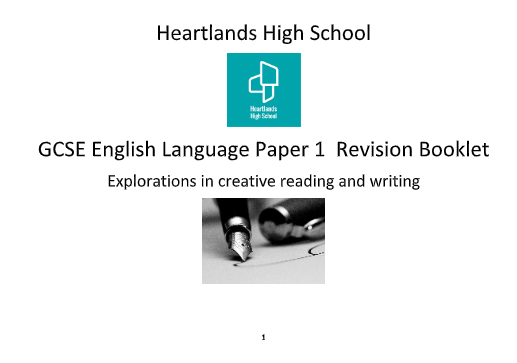 Heartlands High School
Heartlands
High School
GCSE English Language Paper 1  Revision Booklet
Explorations in creative reading and writing
1